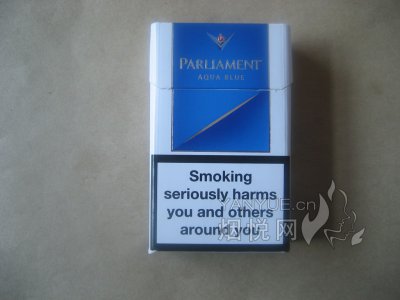 PARLIAMENT
AQUA BLUE
Smoking
seriously harms
you and others
around you
YANYUE.cn
烟悦网